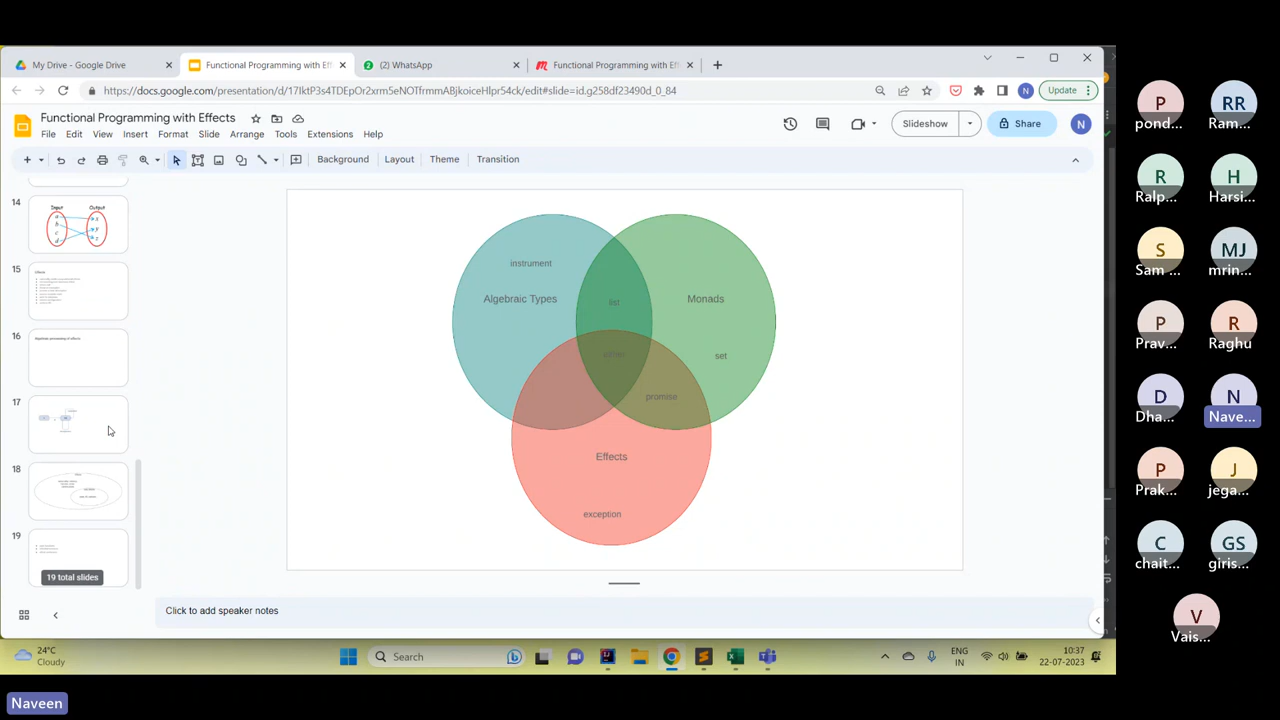 My Drive - Google Drive
Functional Programming with Eff
(2) WhatsApp
Functional Programming with Eff
https://docs.google.com/presentation/d/17IktP3s4TDEpOr2xrmSyNOTfrmmABjkoiceHIpr54ck/edit#slide=id.g258df23490d_0_84
Update
Functional Programming with Effects
File Edit View Insert Format Slide Arrange Tools Extensions Help
Slideshow
Share
N
Background Layout Theme Transition
14
Input Output
15
Effects
16
17
18
19
19 total slides
instrument
Algebraic Types
list
Monads
either
set
promise
Effects
exception
Click to add speaker notes
24°C
Cloudy
Search
ENG
IN
10:37
22-07-2023
P RR
pond... Ram...
R H
Ralp... Harsi...
S MJ
Sam ... mrin...
P R
Prav... Raghu
D N
Dha... Nave...
P J
Prak... jega...
C GS
chait... giris...
V
Vais...
Naveen